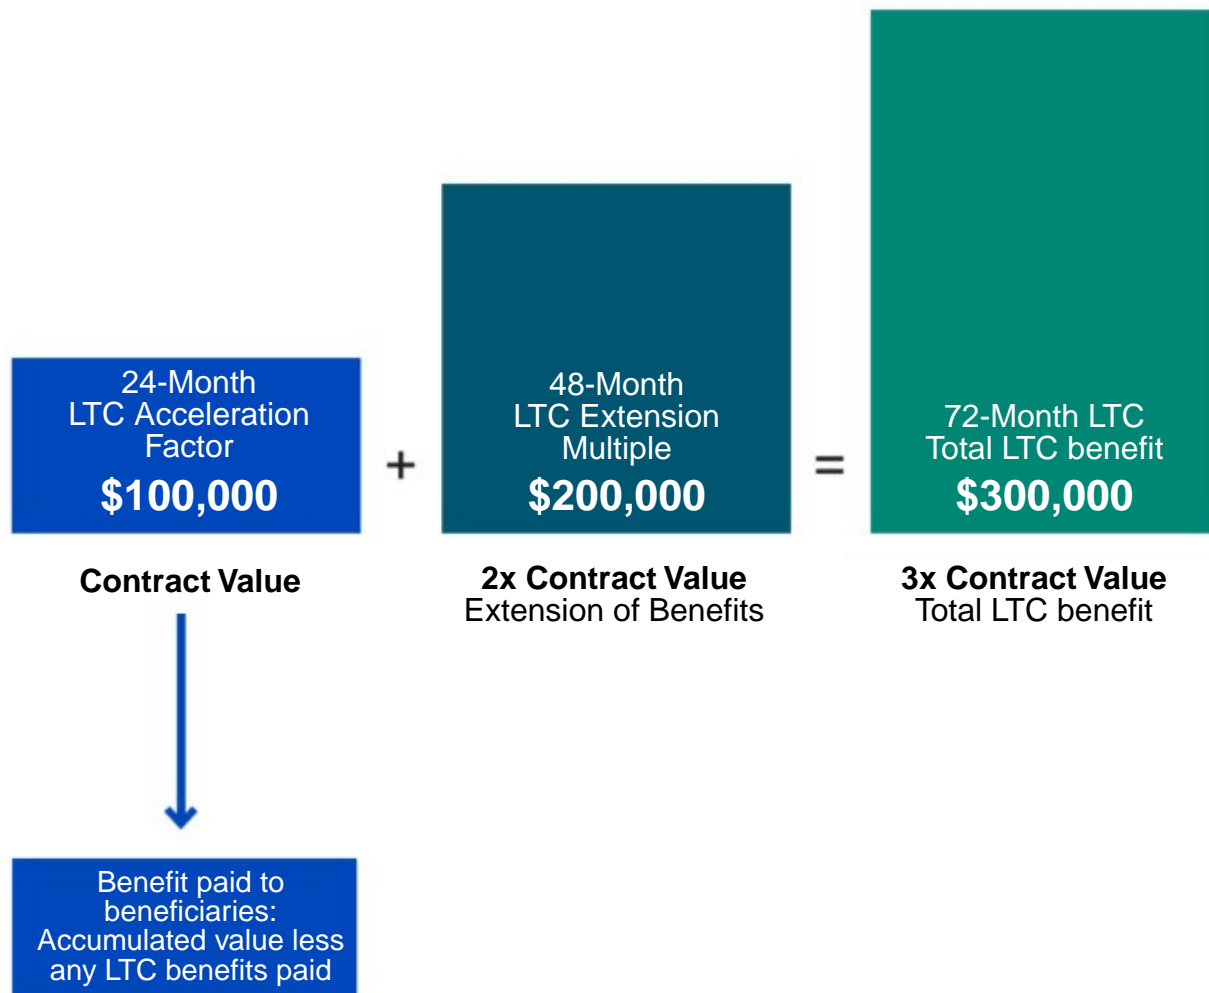 24-Month
LTC Acceleration
Factor
$100,000
+
48-Month
LTC Extension
Multiple
$200,000
=
72-Month LTC
Total LTC benefit
$300,000
Contract Value
2x Contract Value
Extension of Benefits
3x Contract Value
Total LTC benefit
Benefit paid to
beneficiaries:
Accumulated value less
any LTC benefits paid